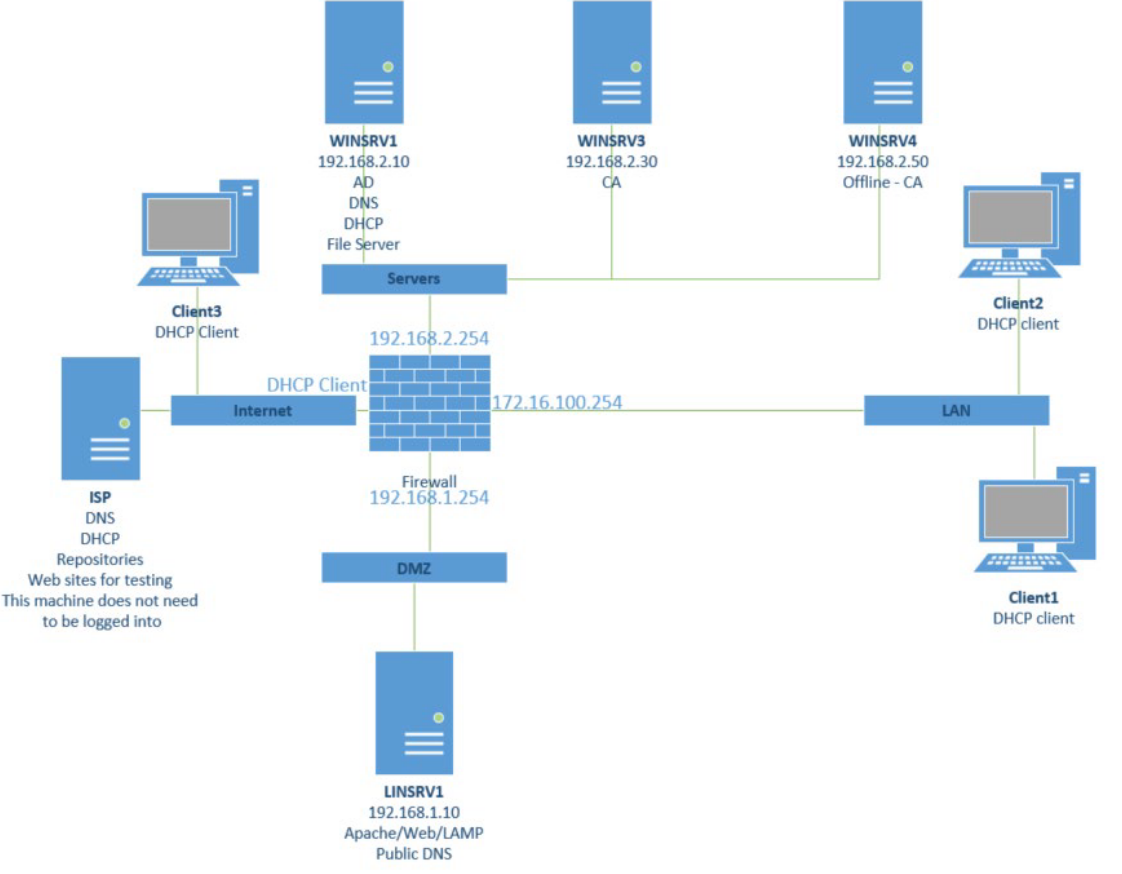 WINSRV1
192.168.2.10
AD
DNS
DHCP
File Server
WINSRV3
192.168.2.30
CA
WINSRV4
192.168.2.50
Offline - CA
Client3
DHCP Client
Servers
Client2
DHCP client
192.168.2.254
DHCP Client
Internet
172.16.100.254
LAN
Firewall
192.168.1.254
ISP
DNS
DHCP
Repositories
Web sites for testing
This machine does not need
to be logged into
DMZ
Client1
DHCP client
LINSRV1
192.168.1.10
Apache/Web/LAMP
Public DNS